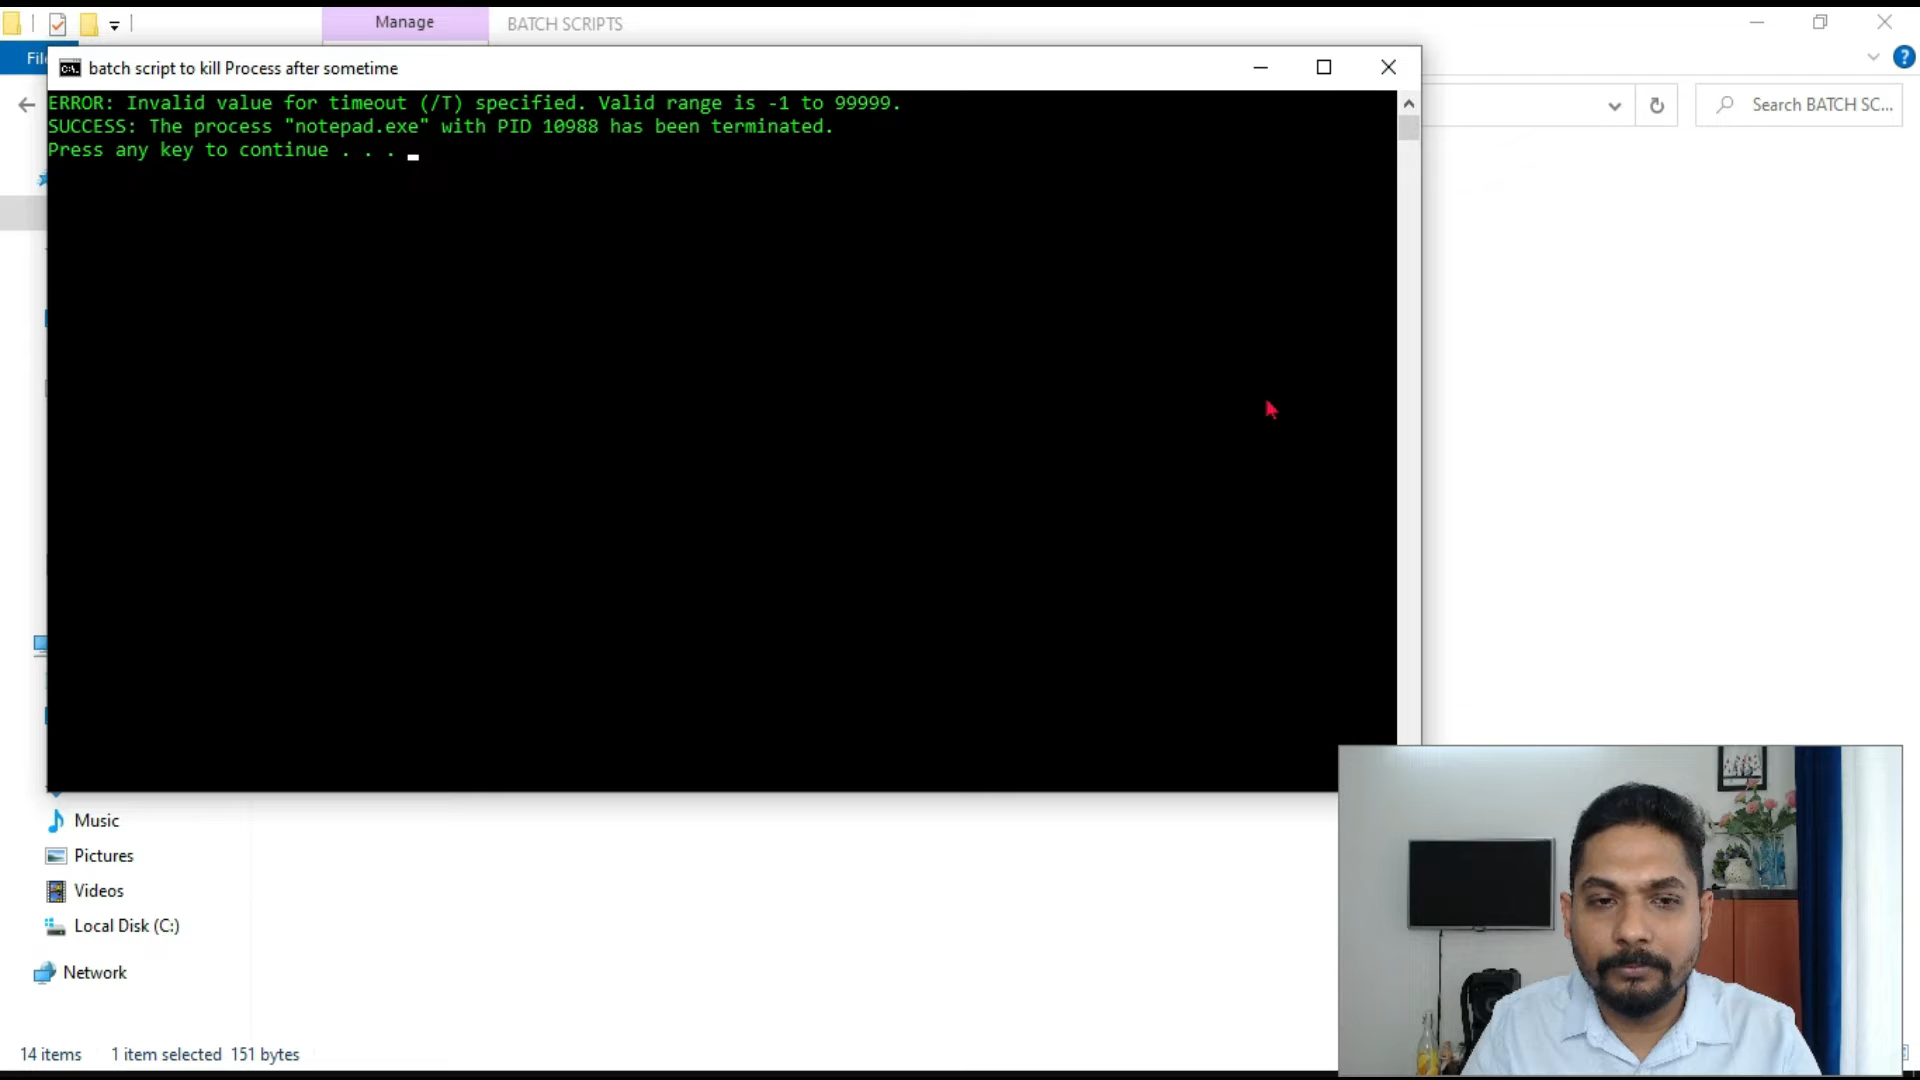 Manage
BATCH SCRIPTS
File
batch script to kill Process after sometime
Search BATCH SC...
ERROR: Invalid value for timeout (/T) specified. Valid range is -1 to 99999.
SUCCESS: The process "notepad.exe" with PID 10988 has been terminated.
Press any key to continue . . .
Music
Pictures
Videos
Local Disk (C:)
Network
14 items
1 item selected
151 bytes